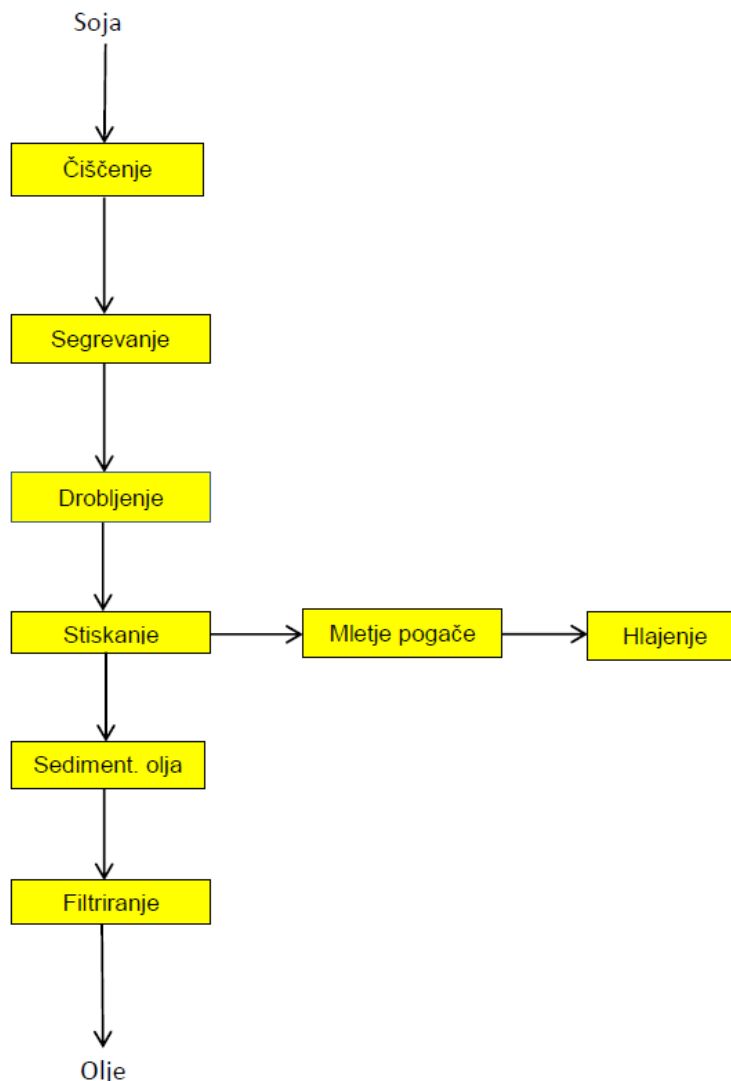 Soja
Čiščenje
Segrevanje
Drobljenje
Stiskanje
Mletje pogače
Hlajenje
Sediment. olja
Filtriranje
Olje